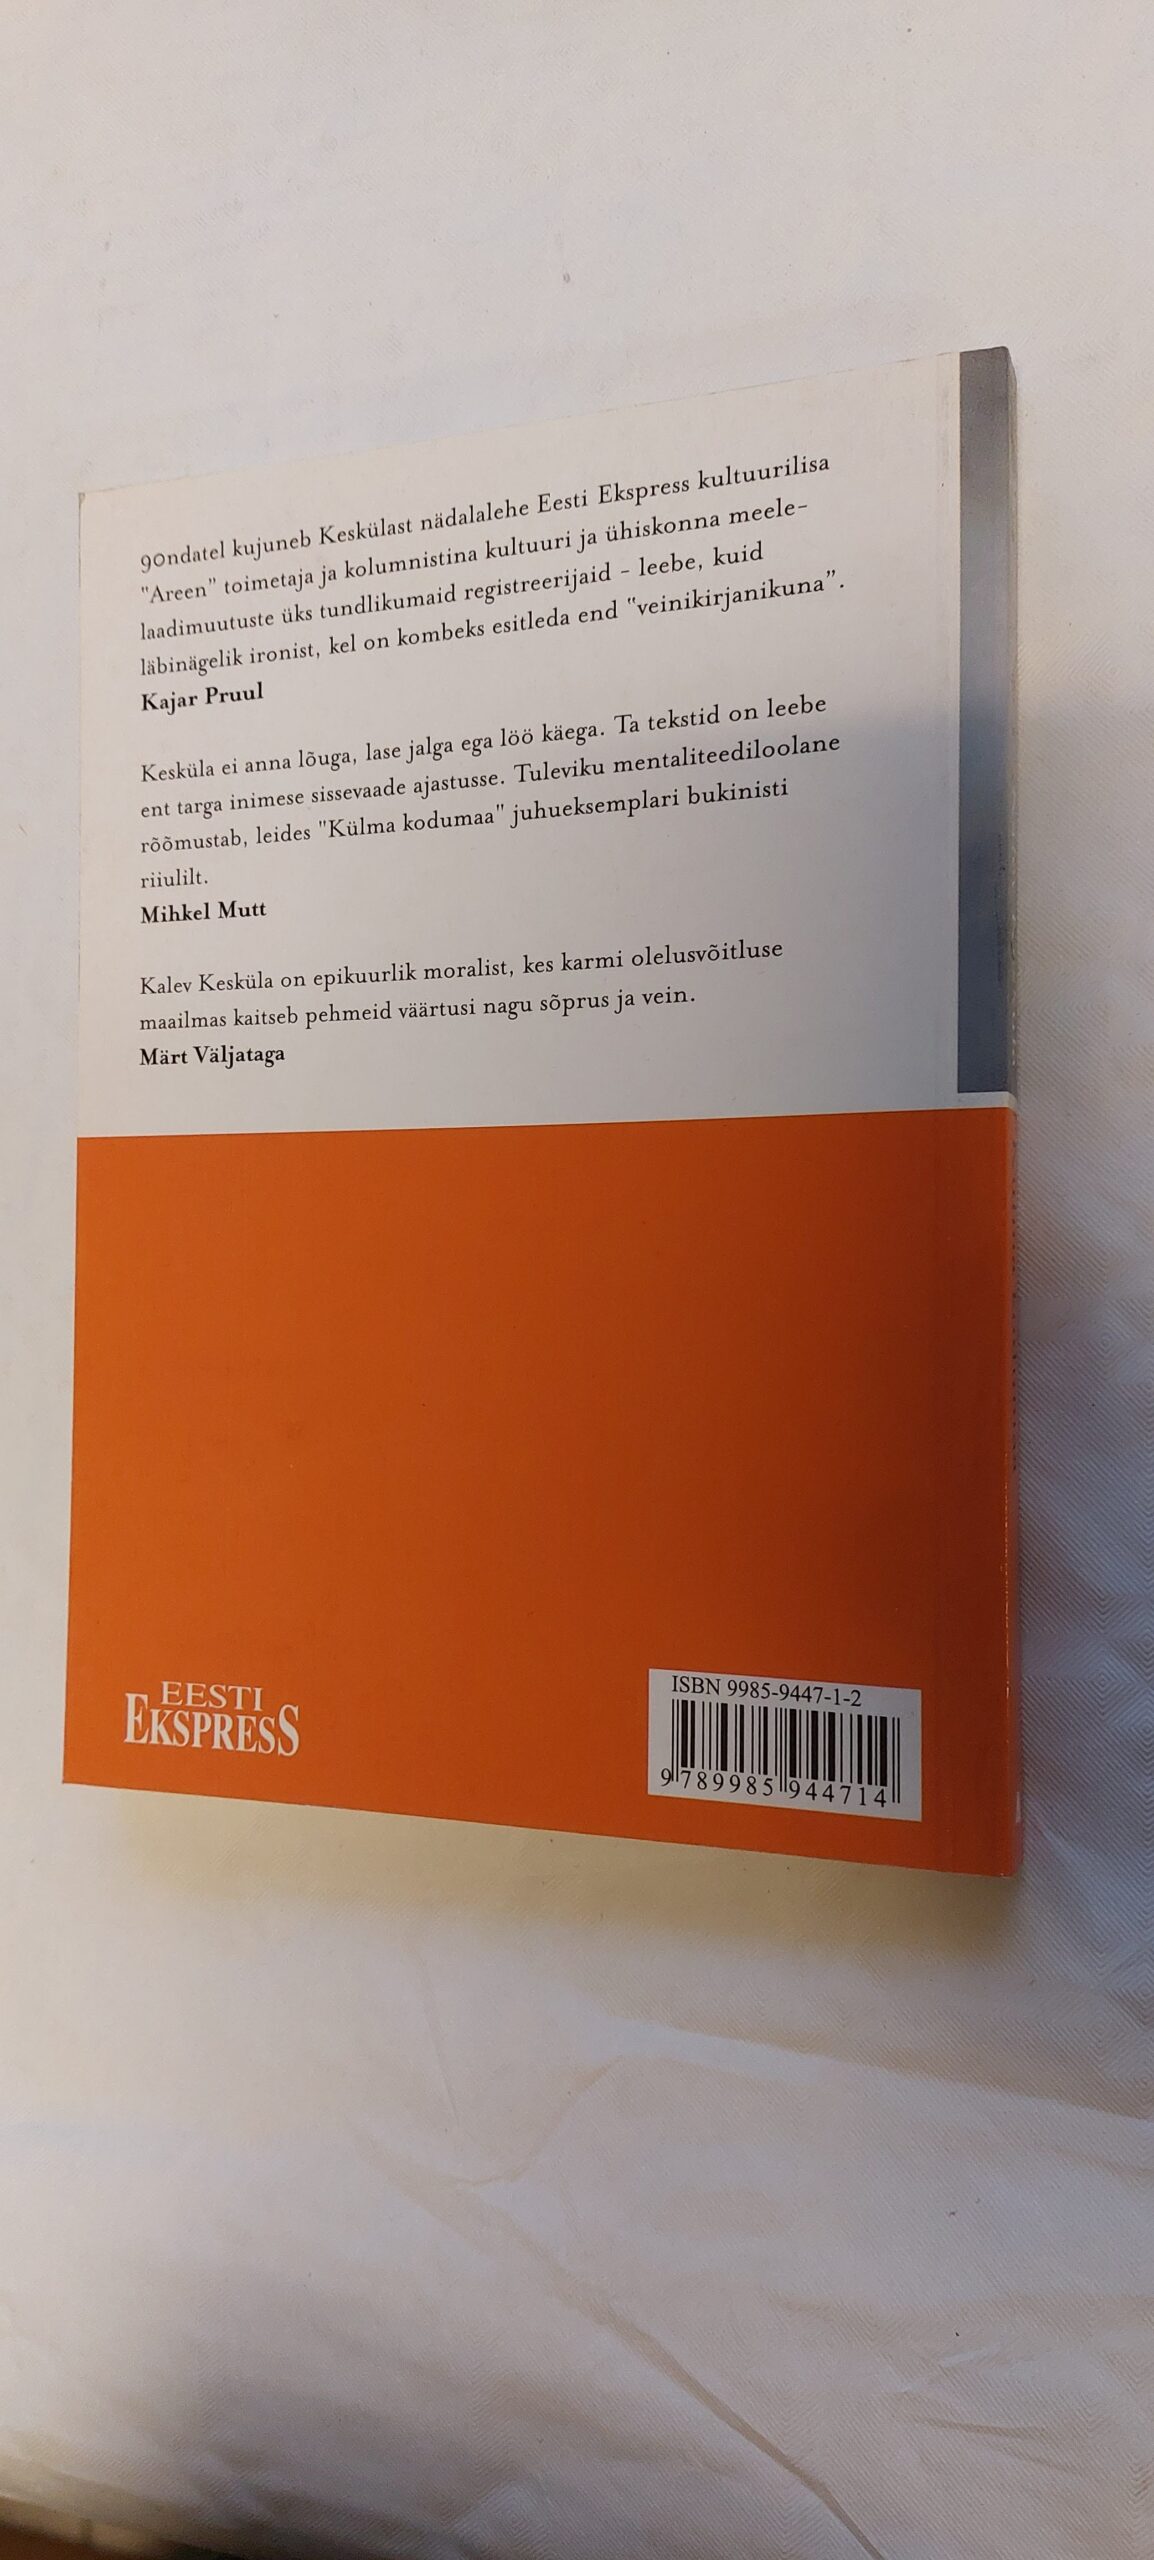 90ndatel kujuneb Keskülast nädalalehe Eesti Ekspress kultuurilisa
"Areen" toimetaja ja kolumnistina kultuuri ja ühiskonna meele-
laadimuutuste üks tundlikumaid registreerijaid - leebe, kuid
läbinägelik ironist, kel on kombeks esitleda end "veinikirjanikuna".
Kajar Pruul
Kesküla ei anna lõuga, lase jalga ega löö käega. Ta tekstid on leebe
ent targa inimese sissevaade ajastusse. Tuleviku mentaliteediloolane
rõõmustab, leides "Külma kodumaa" juhueksemplari bukinisti
riiulilt.
Mihkel Mutt
Kalev Kesküla on epikuurlik moralist, kes karmi olelusvõitluse
maailmas kaitseb pehmeid väärtusi nagu sõprus ja vein.
Märt Väljataga
EESTI
EKSPRESS
ISBN 9985-9447-1-2
9 789985 944714